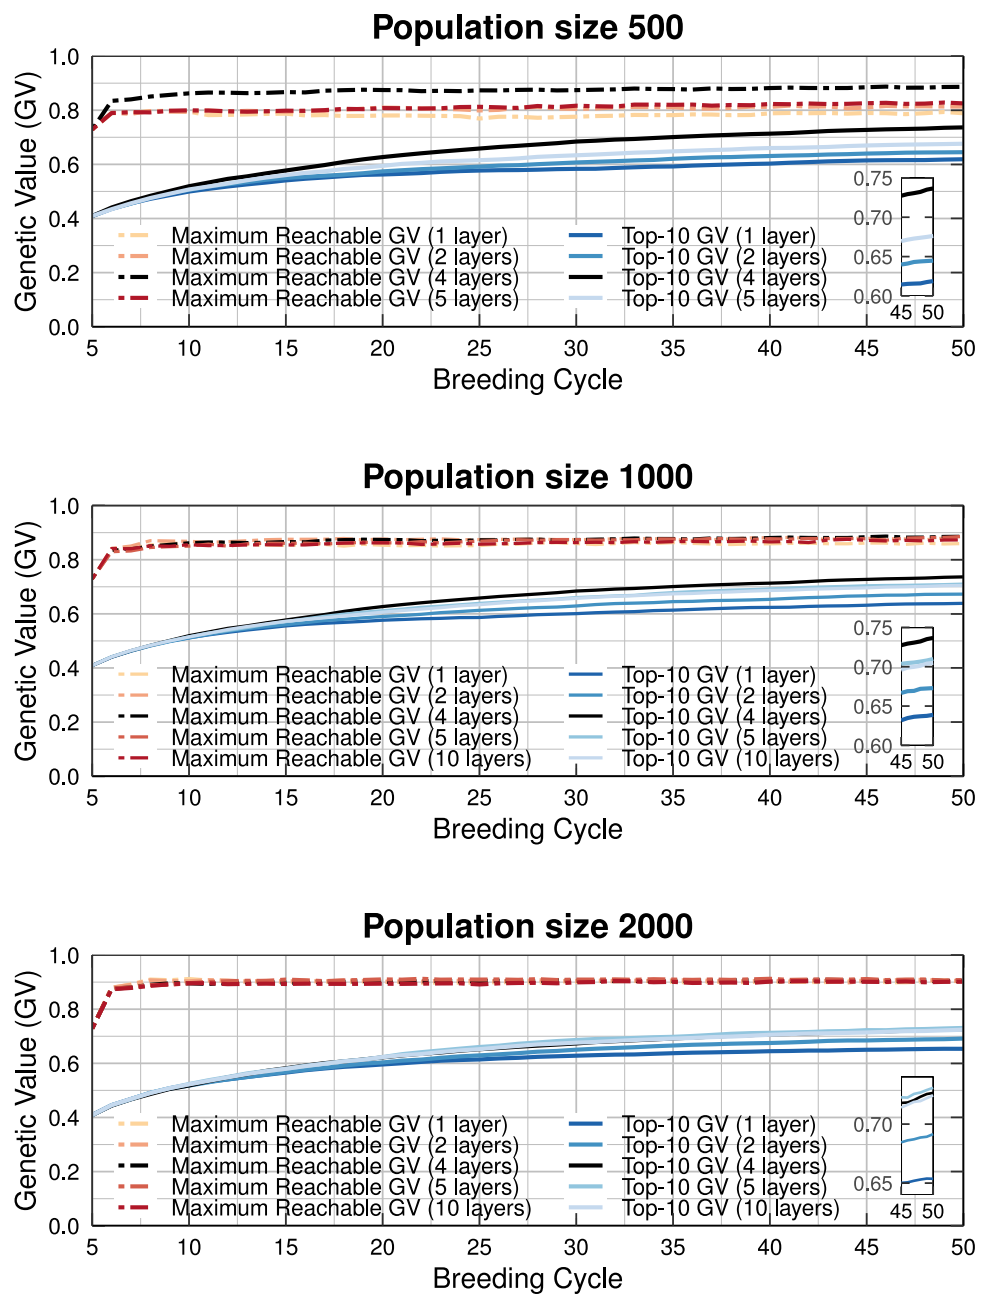 Population size 500
Genetic Value (GV)
1.0
0.8
0.6
0.4
0.2
0.0
Maximum Reachable GV (1 layer)
Maximum Reachable GV (2 layers)
Maximum Reachable GV (4 layers)
Maximum Reachable GV (5 layers)
Top-10 GV (1 layer)
Top-10 GV (2 layers)
Top-10 GV (4 layers)
Top-10 GV (5 layers)
0.75
0.70
0.65
0.60
45 50
5 10 15 20 25 30 35 40 45 50
Breeding Cycle
Population size 1000
Genetic Value (GV)
1.0
0.8
0.6
0.4
0.2
0.0
Maximum Reachable GV (1 layer)
Maximum Reachable GV (2 layers)
Maximum Reachable GV (4 layers)
Maximum Reachable GV (5 layers)
Maximum Reachable GV (10 layers)
Top-10 GV (1 layer)
Top-10 GV (2 layers)
Top-10 GV (4 layers)
Top-10 GV (5 layers)
Top-10 GV (10 layers)
0.75
0.70
0.65
0.60
45 50
5 10 15 20 25 30 35 40 45 50
Breeding Cycle
Population size 2000
Genetic Value (GV)
1.0
0.8
0.6
0.4
0.2
0.0
Maximum Reachable GV (1 layer)
Maximum Reachable GV (2 layers)
Maximum Reachable GV (4 layers)
Maximum Reachable GV (5 layers)
Maximum Reachable GV (10 layers)
Top-10 GV (1 layer)
Top-10 GV (2 layers)
Top-10 GV (4 layers)
Top-10 GV (5 layers)
Top-10 GV (10 layers)
0.70
0.65
45 50
5 10 15 20 25 30 35 40 45 50
Breeding Cycle